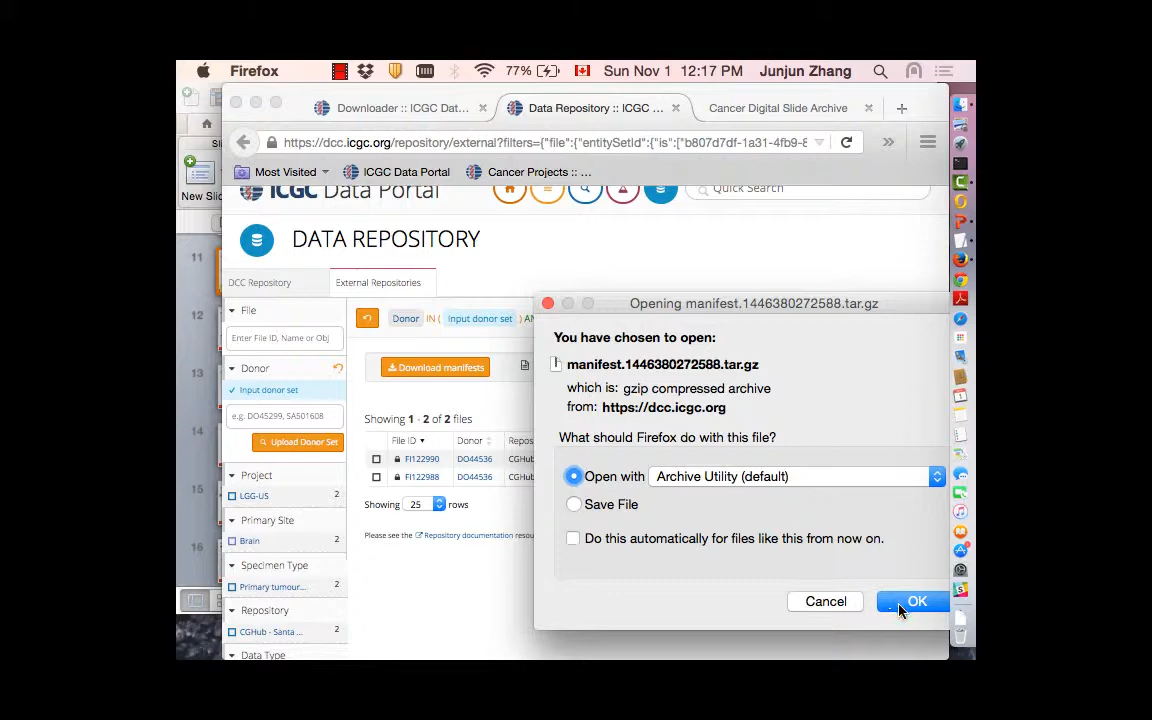 Firefox 77% Sun Nov 1 12:17 PM Junjun Zhang
Downloader :: ICGC Dat... Data Repository :: ICGC ... Cancer Digital Slide Archive
https://dcc.icgc.org/repository/external?filters={"file":{"entitySetId":{"is":["b807d7df-1a31-4fb9-8
Most Visited ICGC Data Portal Cancer Projects :: ...
New Slid
ICGC Data Portal Quick Search
DATA REPOSITORY
DCC Repository External Repositories
File
Enter File ID, Name or Obj
Donor
Input donor set
e.g. DO45299, SA501608
Upload Donor Set
Project
LGG-US 2
Primary Site
Brain 2
Specimen Type
Primary tumour... 2
Repository
CGHub - Santa ... 2
Data Type
Donor IN ( Input donor set ) AN
Download manifests
Showing 1 - 2 of 2 files
File ID Donor Repos
FI122990 DO44536 CGHub
FI122988 DO44536 CGHub
Showing 25 rows
Please see the Repository documentation resou
Opening manifest.1446380272588.tar.gz
You have chosen to open:
manifest.1446380272588.tar.gz
which is: gzip compressed archive
from: https://dcc.icgc.org
What should Firefox do with this file?
Open with Archive Utility (default)
Save File
Do this automatically for files like this from now on.
Cancel OK
11
12
13
14
15
16